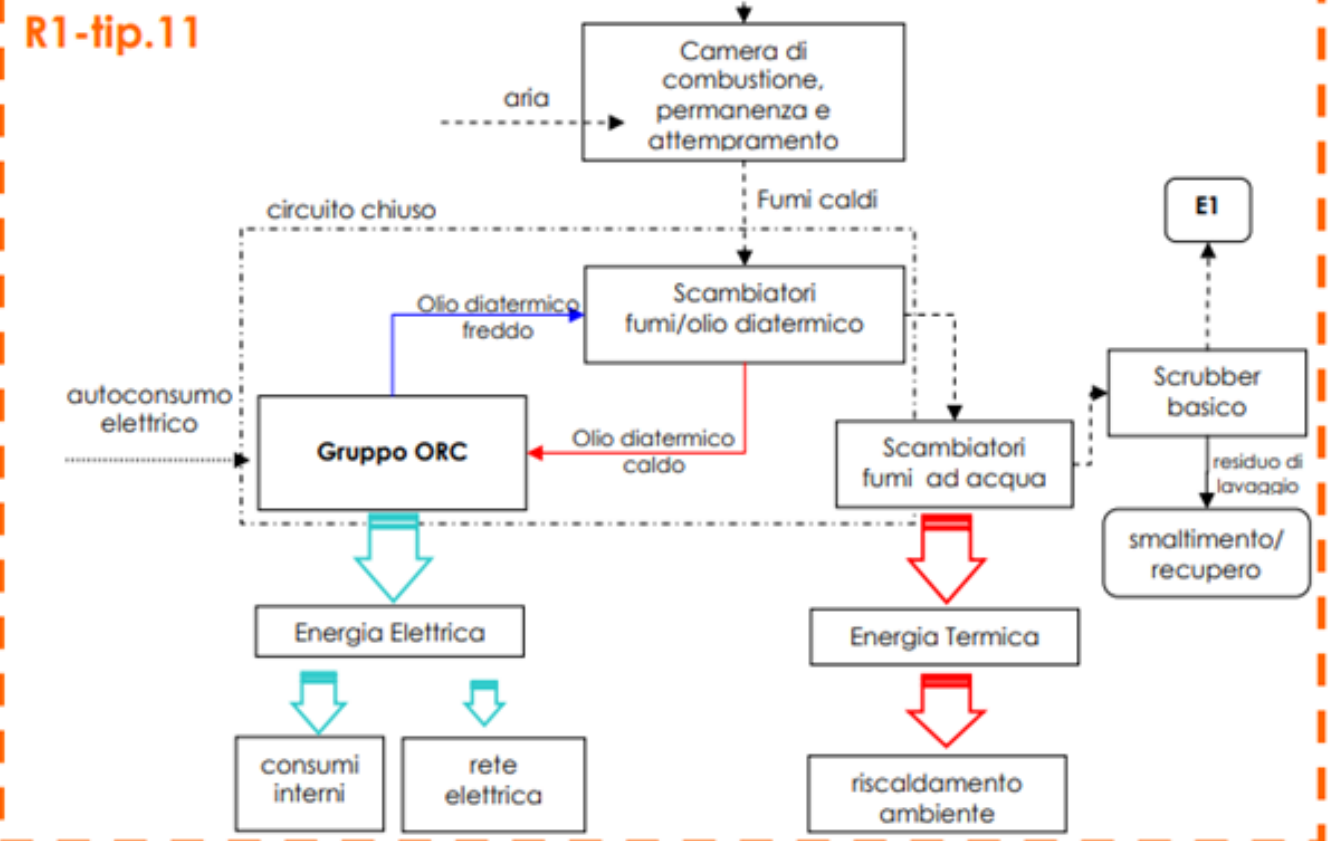 R1-tip.11
Camera di
combustione,
permanenza e
attempramento
aria
Fumi caldi
circuito chiuso
E1
Scambiatori
fumi/olio diatermico
Olio diatermico
freddo
Scrubber
basico
autoconsumo
elettrico
Gruppo ORC
Olio diatermico
caldo
Scambiatori
fumi ad acqua
residuo di
lavaggio
smaltimento/
recupero
Energia Elettrica
Energia Termica
consumi
interni
rete
elettrica
riscaldamento
ambiente